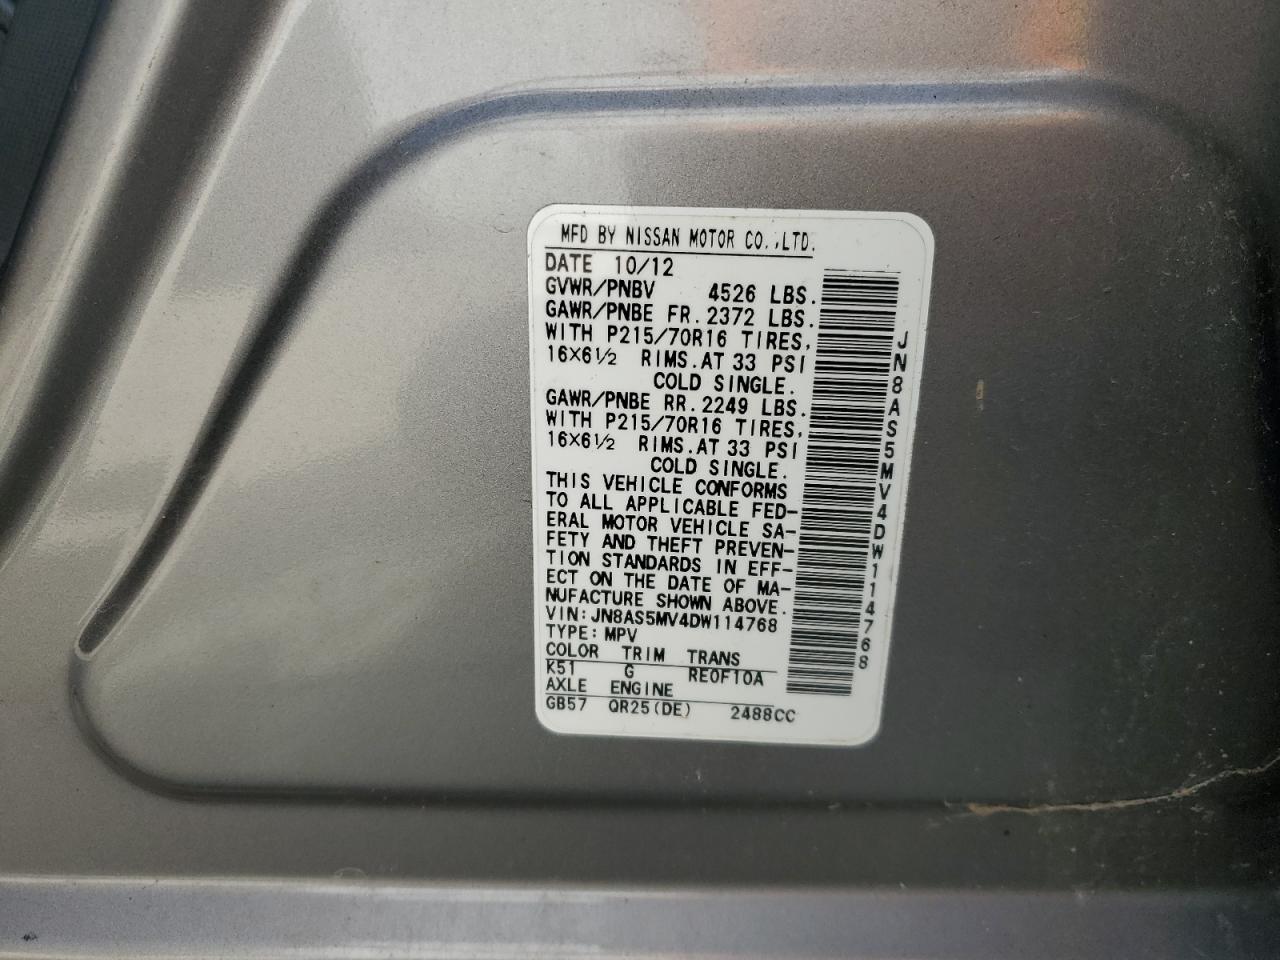 MFD BY NISSAN MOTOR CO.,LTD.
DATE 10/12
GVWR/PNBV 4526 LBS.
GAWR/PNBE FR. 2372 LBS.
WITH P215/70R16 TIRES,
16X6½ RIMS. AT 33 PSI
COLD SINGLE.
GAWR/PNBE RR. 2249 LBS.
WITH P215/70R16 TIRES,
16X6½ RIMS. AT 33 PSI
COLD SINGLE.
THIS VEHICLE CONFORMS
TO ALL APPLICABLE FED-
ERAL MOTOR VEHICLE SA-
FETY AND THEFT PREVEN-
TION STANDARDS IN EFF-
ECT ON THE DATE OF MA-
NUFACTURE SHOWN ABOVE.
VIN: JN8AS5MV4DW114768
TYPE: MPV
COLOR TRIM TRANS
K51 G RE0F10A
AXLE ENGINE
GB57 QR25(DE) 2488CC
JN8AS5MV4DW114768